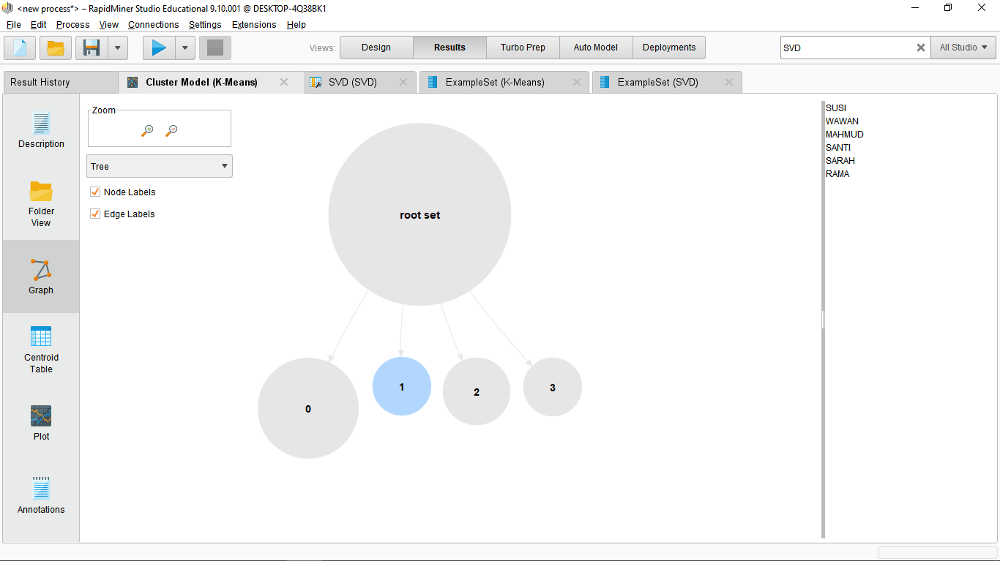 <new process*> – RapidMiner Studio Educational 9.10.001 @ DESKTOP-4Q38BK1
File Edit Process View Connections Settings Extensions Help
Views: Design Results Turbo Prep Auto Model Deployments SVD All Studio
Result History Cluster Model (K-Means) SVD (SVD) ExampleSet (K-Means) ExampleSet (SVD)
Description
Folder
View
Graph
Centroid
Table
Plot
Annotations
Zoom
Tree
Node Labels
Edge Labels
root set
0 1 2 3
SUSI
WAWAN
MAHMUD
SANTI
SARAH
RAMA